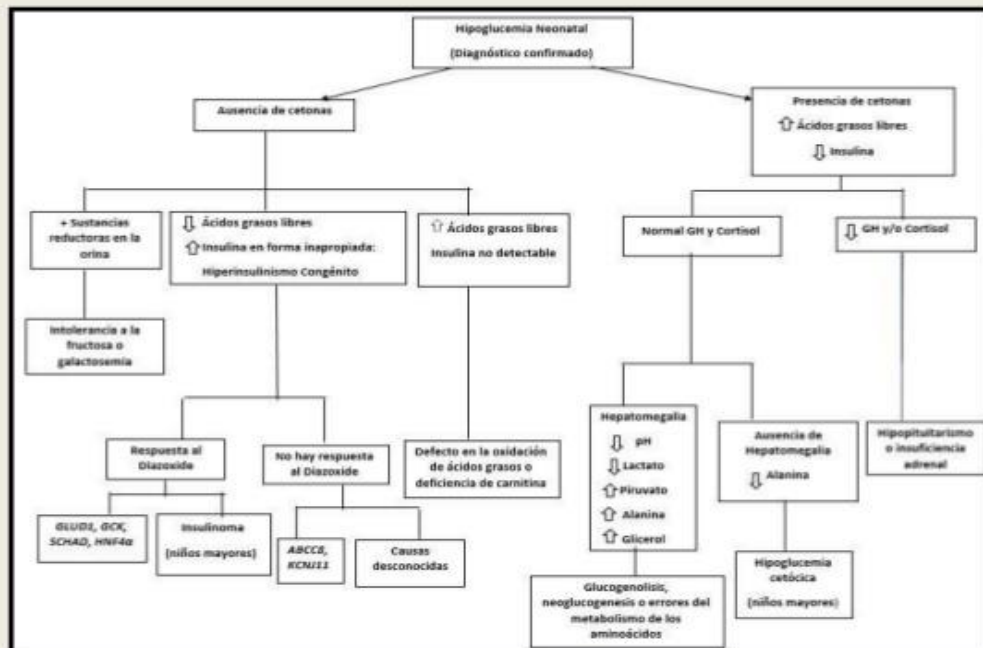 Hipoglucemia Neonatal
(Diagnóstico confirmado)
Ausencia de cetonas
Presencia de cetonas
⇧ Ácidos grasos libres
⇩ Insulina
+ Sustancias
reductoras en la
orina
⇩ Ácidos grasos libres
⇧ Insulina en forma inapropiada:
Hiperinsulinismo Congénito
⇧ Ácidos grasos libres
Insulina no detectable
Normal GH y Cortisol
⇩ GH y/o Cortisol
Intolerancia a la
fructosa o
galactosemia
Respuesta al
Diazoxide
No hay respuesta
al Diazoxide
Defecto en la oxidación
de ácidos grasos o
deficiencia de carnitina
Hepatomegalia
⇩ pH
⇩ Lactato
⇧ Piruvato
⇧ Alanina
⇧ Glicerol
Ausencia de
Hepatomegalia
⇩ Alanina
Hipopituitarismo
o insuficiencia
adrenal
GLUD1, GCK,
SCHAD, HNF4α
Insulinoma
(niños mayores)
ABCC8,
KCNJ11
Causas
desconocidas
Glucogenolisis,
neoglucogenesis o errores del
metabolismo de los
aminoácidos
Hipoglucemia
cetócica
(niños mayores)